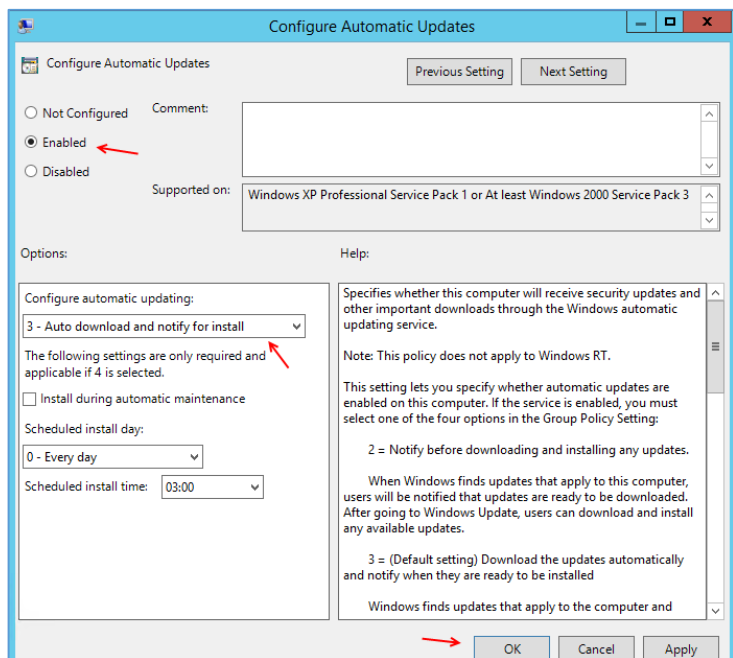 Configure Automatic Updates
Configure Automatic Updates
Previous Setting
Next Setting
Not Configured
Comment:
Enabled
Disabled
Supported on:
Windows XP Professional Service Pack 1 or At least Windows 2000 Service Pack 3
Options:
Help:
Configure automatic updating:
3 - Auto download and notify for install
The following settings are only required and
applicable if 4 is selected.
Install during automatic maintenance
Scheduled install day:
0 - Every day
Scheduled install time:
03:00
Specifies whether this computer will receive security updates and
other important downloads through the Windows automatic
updating service.
Note: This policy does not apply to Windows RT.
This setting lets you specify whether automatic updates are
enabled on this computer. If the service is enabled, you must
select one of the four options in the Group Policy Setting:
2 = Notify before downloading and installing any updates.
When Windows finds updates that apply to this computer,
users will be notified that updates are ready to be downloaded.
After going to Windows Update, users can download and install
any available updates.
3 = (Default setting) Download the updates automatically
and notify when they are ready to be installed
Windows finds updates that apply to the computer and
OK
Cancel
Apply